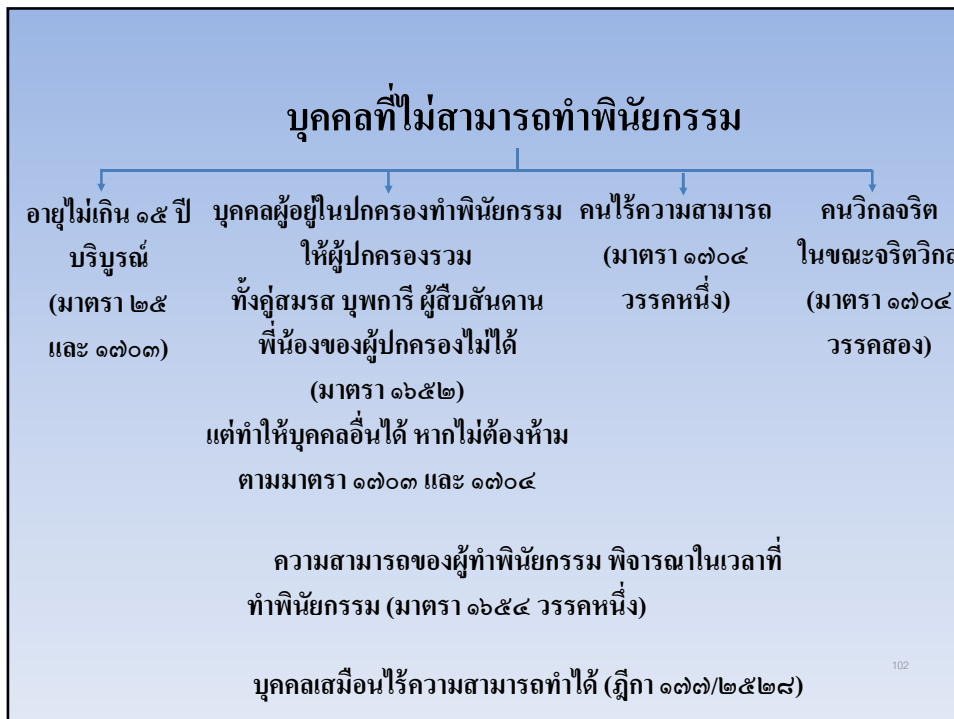 บุคคลที่ไม่สามารถทำพินัยกรรม
อายุไม่เกิน ๑๕ ปี
บริบูรณ์
(มาตรา ๒๕
และ ๑๗๐๓)
บุคคลผู้อยู่ในปกครองทำพินัยกรรม
ให้ผู้ปกครองรวม
ทั้งคู่สมรส บุพการี ผู้สืบสันดาน
พี่น้องของผู้ปกครองไม่ได้
(มาตรา ๑๖๕๒)
แต่ทำให้บุคคลอื่นได้ หากไม่ต้องห้าม
ตามมาตรา ๑๗๐๓ และ ๑๗๐๔
คนไร้ความสามารถ
(มาตรา ๑๗๐๔
วรรคหนึ่ง)
คนวิกลจริต
ในขณะจริตวิกล
(มาตรา ๑๗๐๔
วรรคสอง)
ความสามารถของผู้ทำพินัยกรรม พิจารณาในเวลาที่
ทำพินัยกรรม (มาตรา ๑๖๕๔ วรรคหนึ่ง)
บุคคลเสมือนไร้ความสามารถทำได้ (ฎีกา ๑๗๗/๒๕๒๘)
102